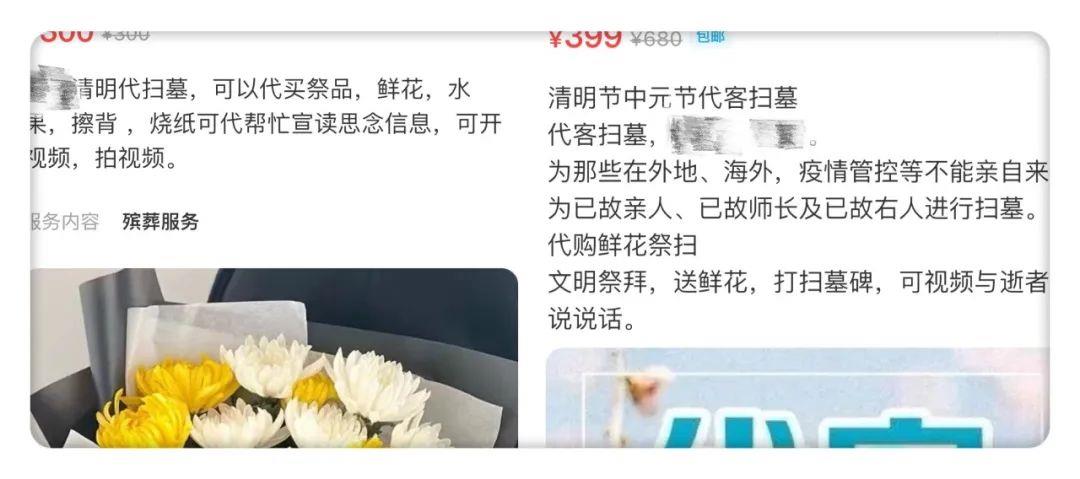 300 ¥300
清明代扫墓，可以代买祭品，鲜花，水
果，擦背 ，烧纸可代帮忙宣读思念信息，可开
视频，拍视频。
服务内容 殡葬服务
¥399 ¥680 包邮
清明节中元节代客扫墓
代客扫墓，
。
为那些在外地、海外，疫情管控等不能亲自来
为已故亲人、已故师长及已故右人进行扫墓。
代购鲜花祭扫
文明祭拜，送鲜花，打扫墓碑，可视频与逝者
说说话。